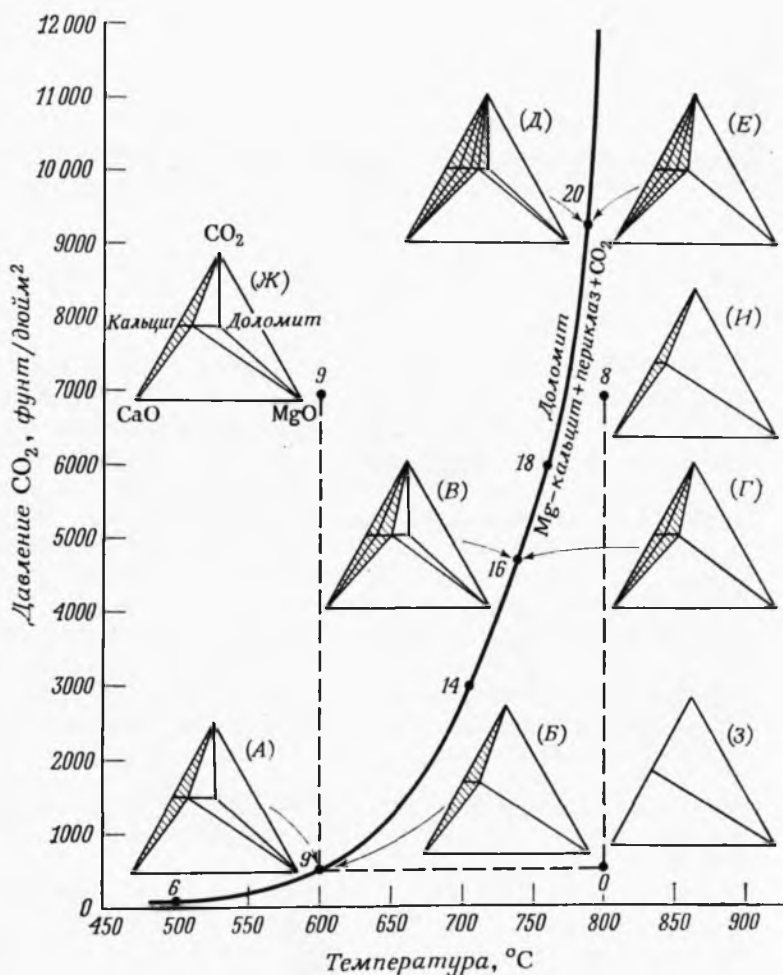 12 000
11 000
10 000
9000
8000
7000
6000
5000
4000
3000
2000
1000
0
Давление CO₂, фунт/дюйм²
450 500 550 600 650 700 750 800 850 900
Температура, °C
(Д)
(Е)
20
CO₂
(Ж)
Кальцит
Доломит
CaO
MgO
9
8
(И)
Доломит
Mg-кальцит + периклаз + CO₂
18
(В)
(Г)
16
14
(А)
(Б)
(З)
9
6
0